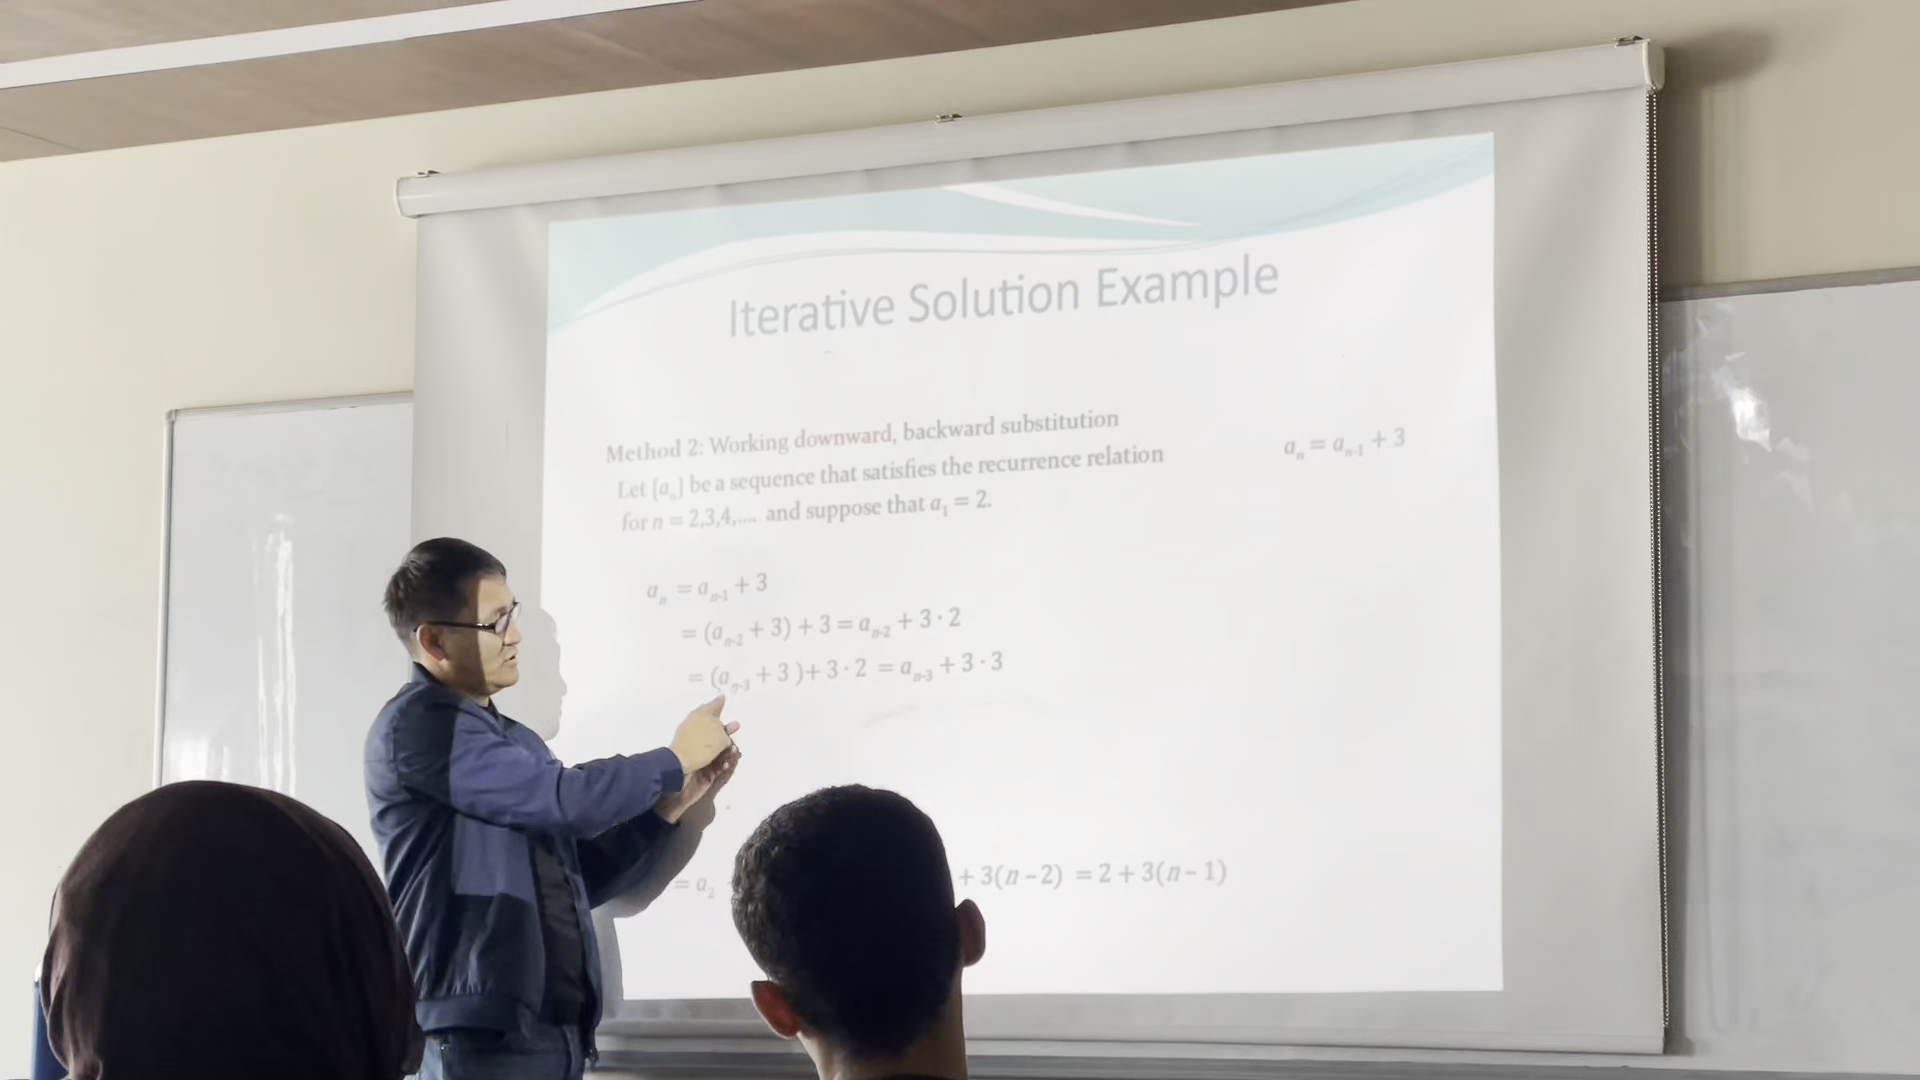 Iterative Solution Example
Method 2: Working downward, backward substitution
Let {aₙ} be a sequence that satisfies the recurrence relation aₙ = aₙ₋₁ + 3
for n = 2,3,4,.... and suppose that a₁ = 2.
aₙ = aₙ₋₁ + 3
= (aₙ₋₂ + 3) + 3 = aₙ₋₂ + 3 · 2
= (aₙ₋₃ + 3 )+ 3 · 2 = aₙ₋₃ + 3 · 3
= a₂ + 3(n – 2) = 2 + 3(n – 1)